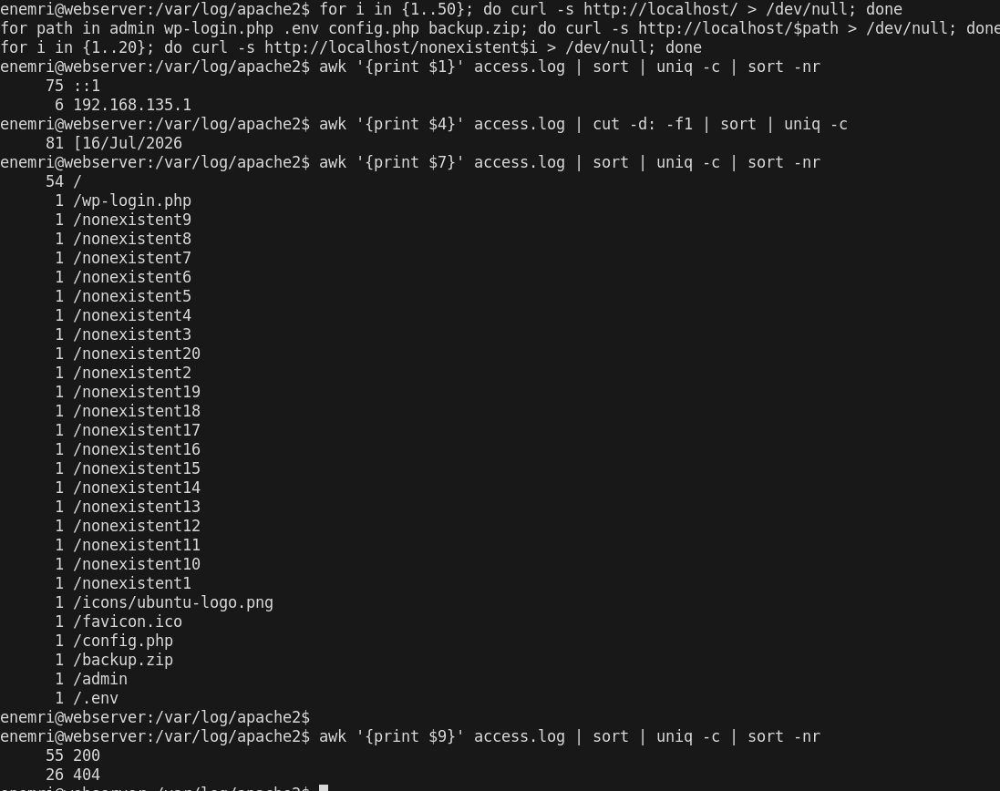 enemri@webserver:/var/log/apache2$ for i in {1..50}; do curl -s http://localhost/ > /dev/null; done
for path in admin wp-login.php .env config.php backup.zip; do curl -s http://localhost/$path > /dev/null; done
for i in {1..20}; do curl -s http://localhost/nonexistent$i > /dev/null; done
enemri@webserver:/var/log/apache2$ awk '{print $1}' access.log | sort | uniq -c | sort -nr
     75 ::1
      6 192.168.135.1
enemri@webserver:/var/log/apache2$ awk '{print $4}' access.log | cut -d: -f1 | sort | uniq -c
     81 [16/Jul/2026
enemri@webserver:/var/log/apache2$ awk '{print $7}' access.log | sort | uniq -c | sort -nr
     54 /
      1 /wp-login.php
      1 /nonexistent9
      1 /nonexistent8
      1 /nonexistent7
      1 /nonexistent6
      1 /nonexistent5
      1 /nonexistent4
      1 /nonexistent3
      1 /nonexistent20
      1 /nonexistent2
      1 /nonexistent19
      1 /nonexistent18
      1 /nonexistent17
      1 /nonexistent16
      1 /nonexistent15
      1 /nonexistent14
      1 /nonexistent13
      1 /nonexistent12
      1 /nonexistent11
      1 /nonexistent10
      1 /nonexistent1
      1 /icons/ubuntu-logo.png
      1 /favicon.ico
      1 /config.php
      1 /backup.zip
      1 /admin
      1 /.env
enemri@webserver:/var/log/apache2$
enemri@webserver:/var/log/apache2$ awk '{print $9}' access.log | sort | uniq -c | sort -nr
     55 200
     26 404
enemri@webserver:/var/log/apache2$